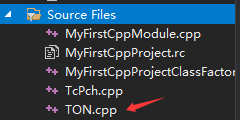 Source Files
MyFirstCppModule.cpp
MyFirstCppProject.rc
MyFirstCppProjectClassFactor
TcPch.cpp
TON.cpp